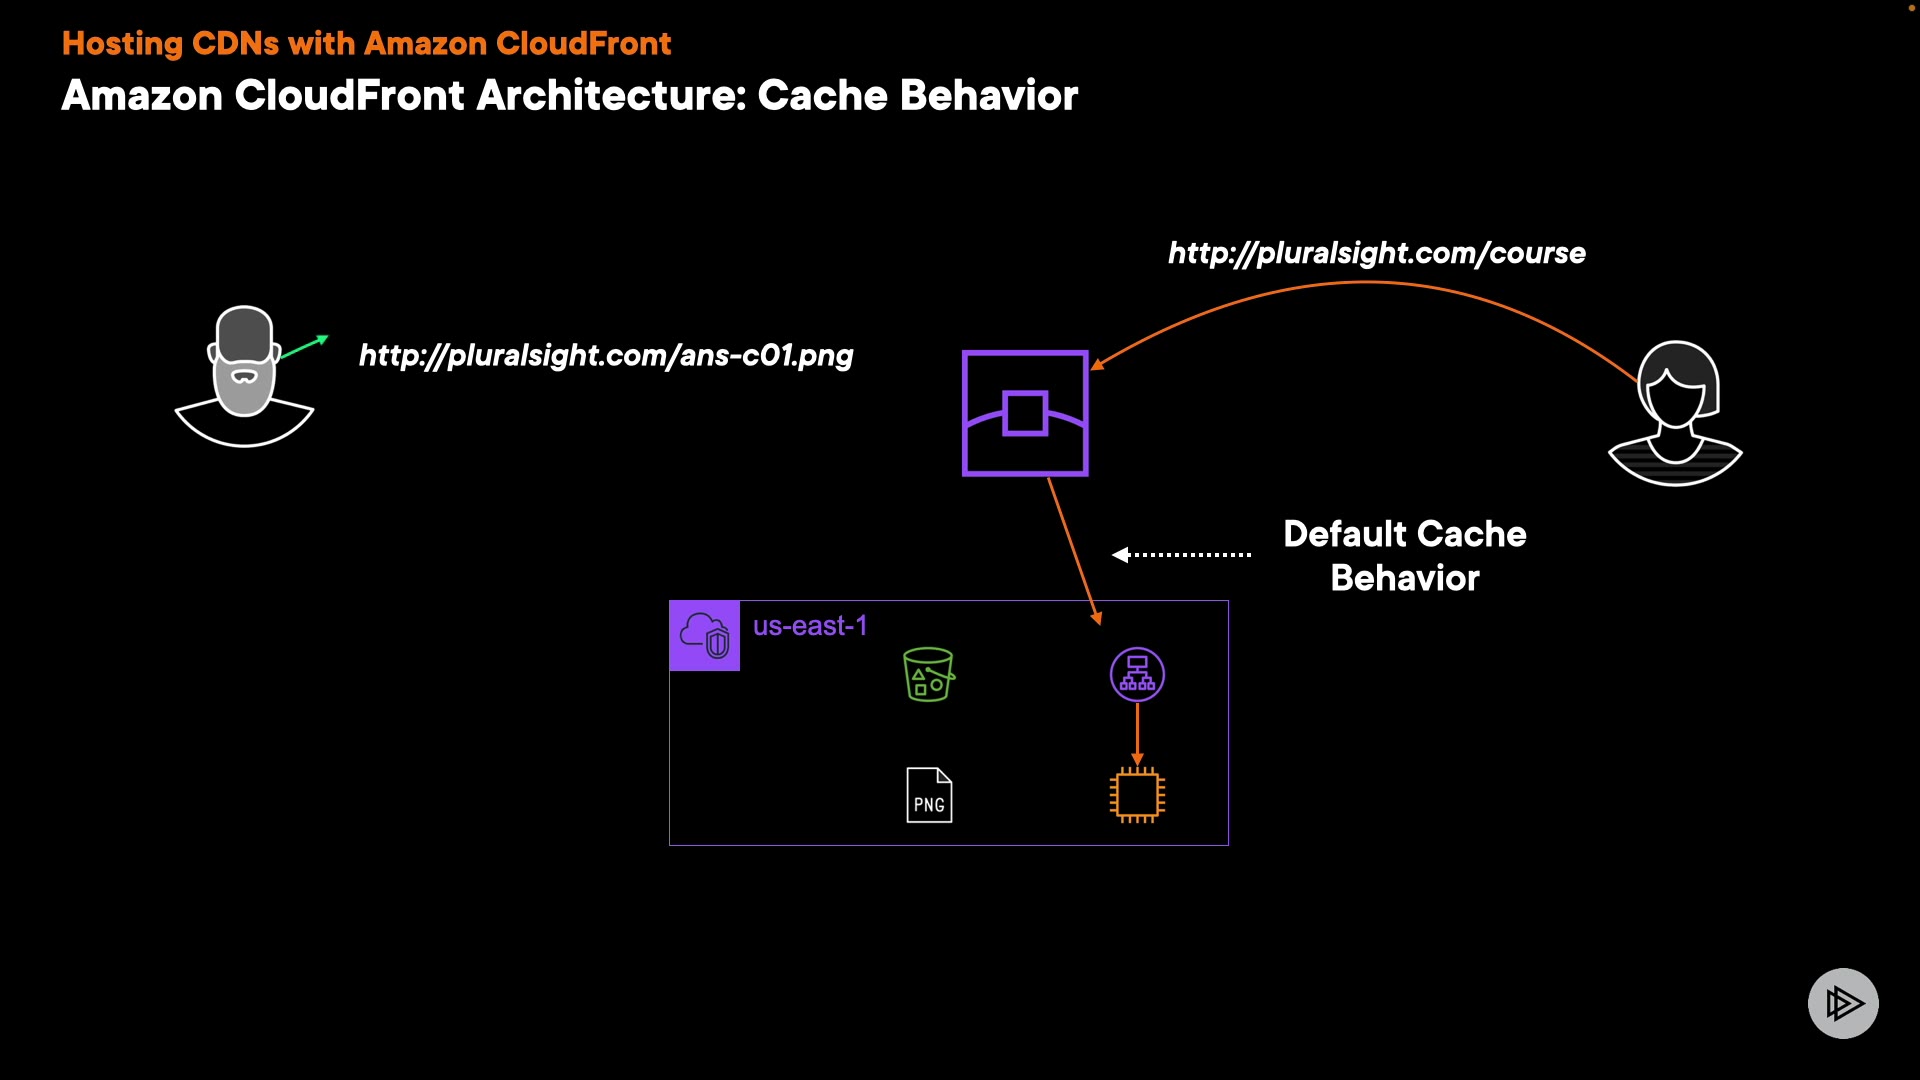 Hosting CDNs with Amazon CloudFront
Amazon CloudFront Architecture: Cache Behavior
http://pluralsight.com/course
http://pluralsight.com/ans-c01.png
Default Cache
Behavior
us-east-1
PNG